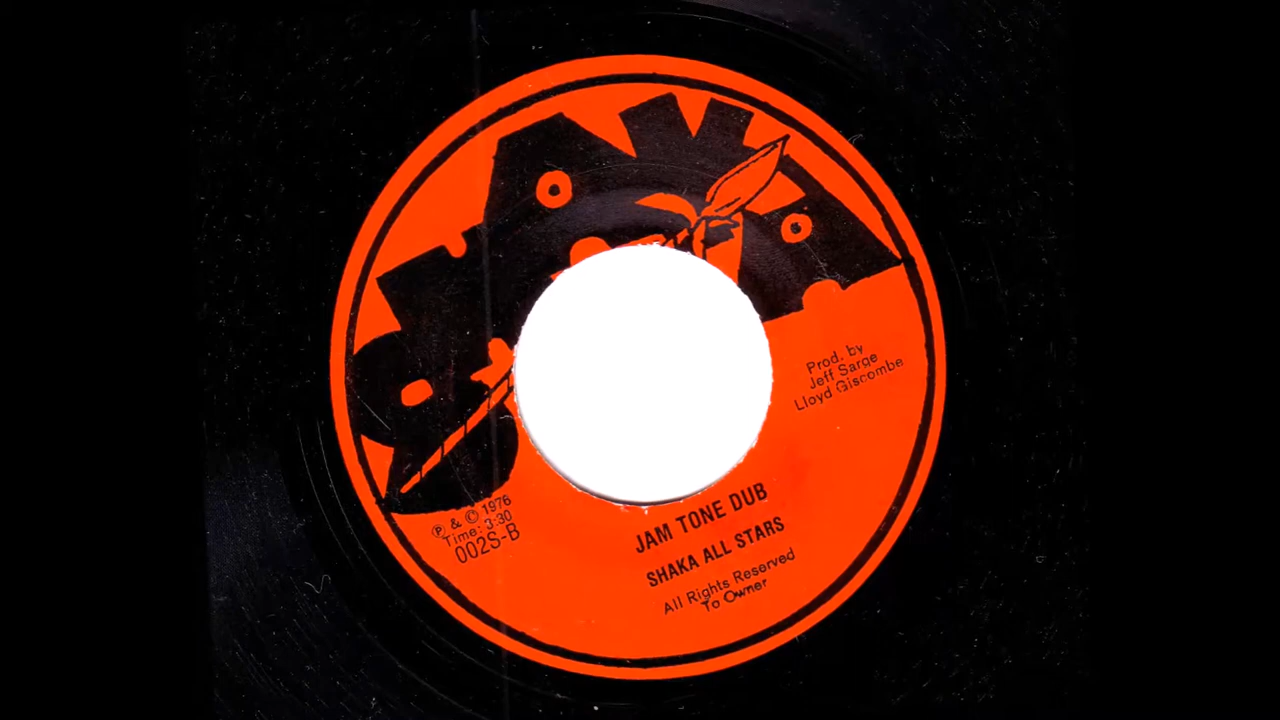 SHAKA
Prod. by
Jeff Sarge
Lloyd Giscombe
℗ & © 1976
Time: 3:30
002S-B
JAM TONE DUB
SHAKA ALL STARS
All Rights Reserved
To Owner